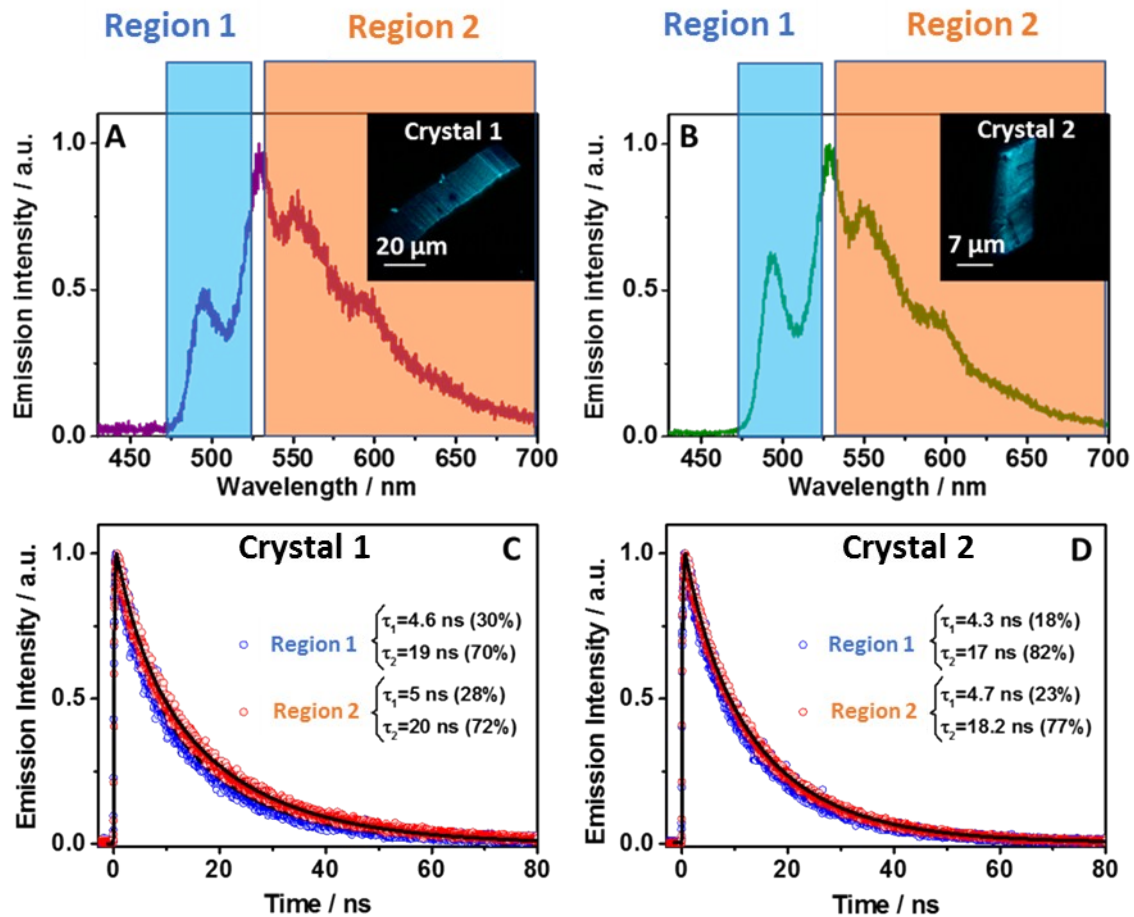 Region 1
Region 2
Region 1
Region 2
A
Crystal 1
20 µm
1.0
0.5
0.0
Emission intensity / a.u.
450
500
550
600
650
700
Wavelength / nm
B
Crystal 2
7 µm
1.0
0.5
0.0
Emission intensity / a.u.
450
500
550
600
650
700
Wavelength / nm
Crystal 1
C
1.0
0.5
0.0
Emission Intensity / a.u.
Region 1
τ1=4.6 ns (30%)
τ2=19 ns (70%)
Region 2
τ1=5 ns (28%)
τ2=20 ns (72%)
0
20
40
60
80
Time / ns
Crystal 2
D
1.0
0.5
0.0
Emission Intensity / a.u.
Region 1
τ1=4.3 ns (18%)
τ2=17 ns (82%)
Region 2
τ1=4.7 ns (23%)
τ2=18.2 ns (77%)
0
20
40
60
80
Time / ns